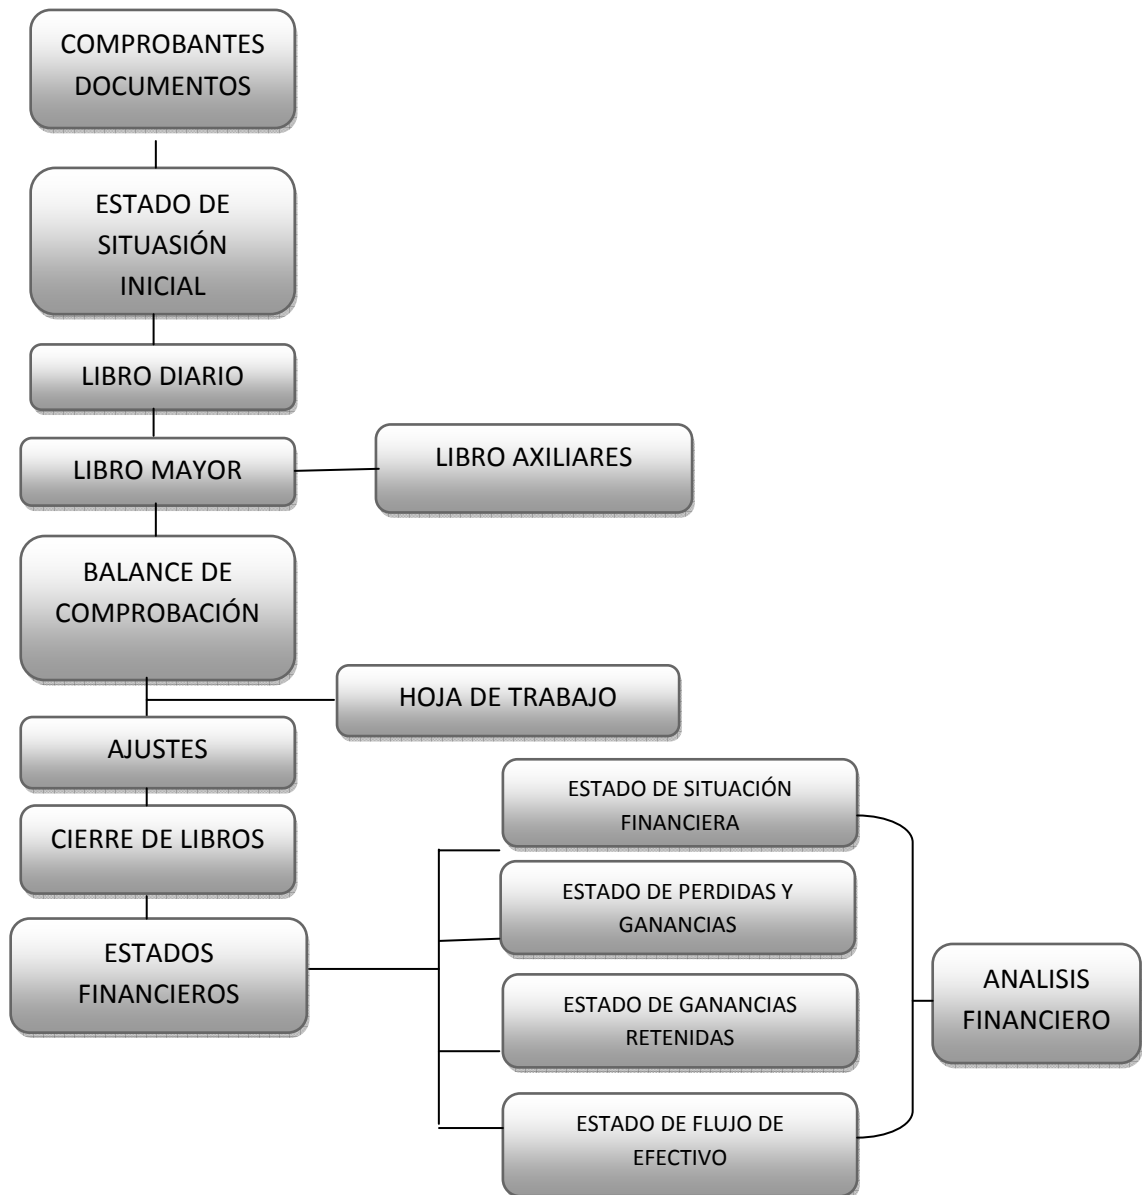 COMPROBANTES
DOCUMENTOS
ESTADO DE
SITUASIÓN
INICIAL
LIBRO DIARIO
LIBRO MAYOR
LIBRO AXILIARES
BALANCE DE
COMPROBACIÓN
HOJA DE TRABAJO
AJUSTES
CIERRE DE LIBROS
ESTADOS
FINANCIEROS
ESTADO DE SITUACIÓN
FINANCIERA
ESTADO DE PERDIDAS Y
GANANCIAS
ESTADO DE GANANCIAS
RETENIDAS
ESTADO DE FLUJO DE
EFECTIVO
ANALISIS
FINANCIERO